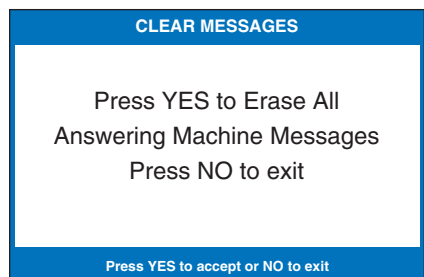 CLEAR MESSAGES
Press YES to Erase All
Answering Machine Messages
Press NO to exit
Press YES to accept or NO to exit